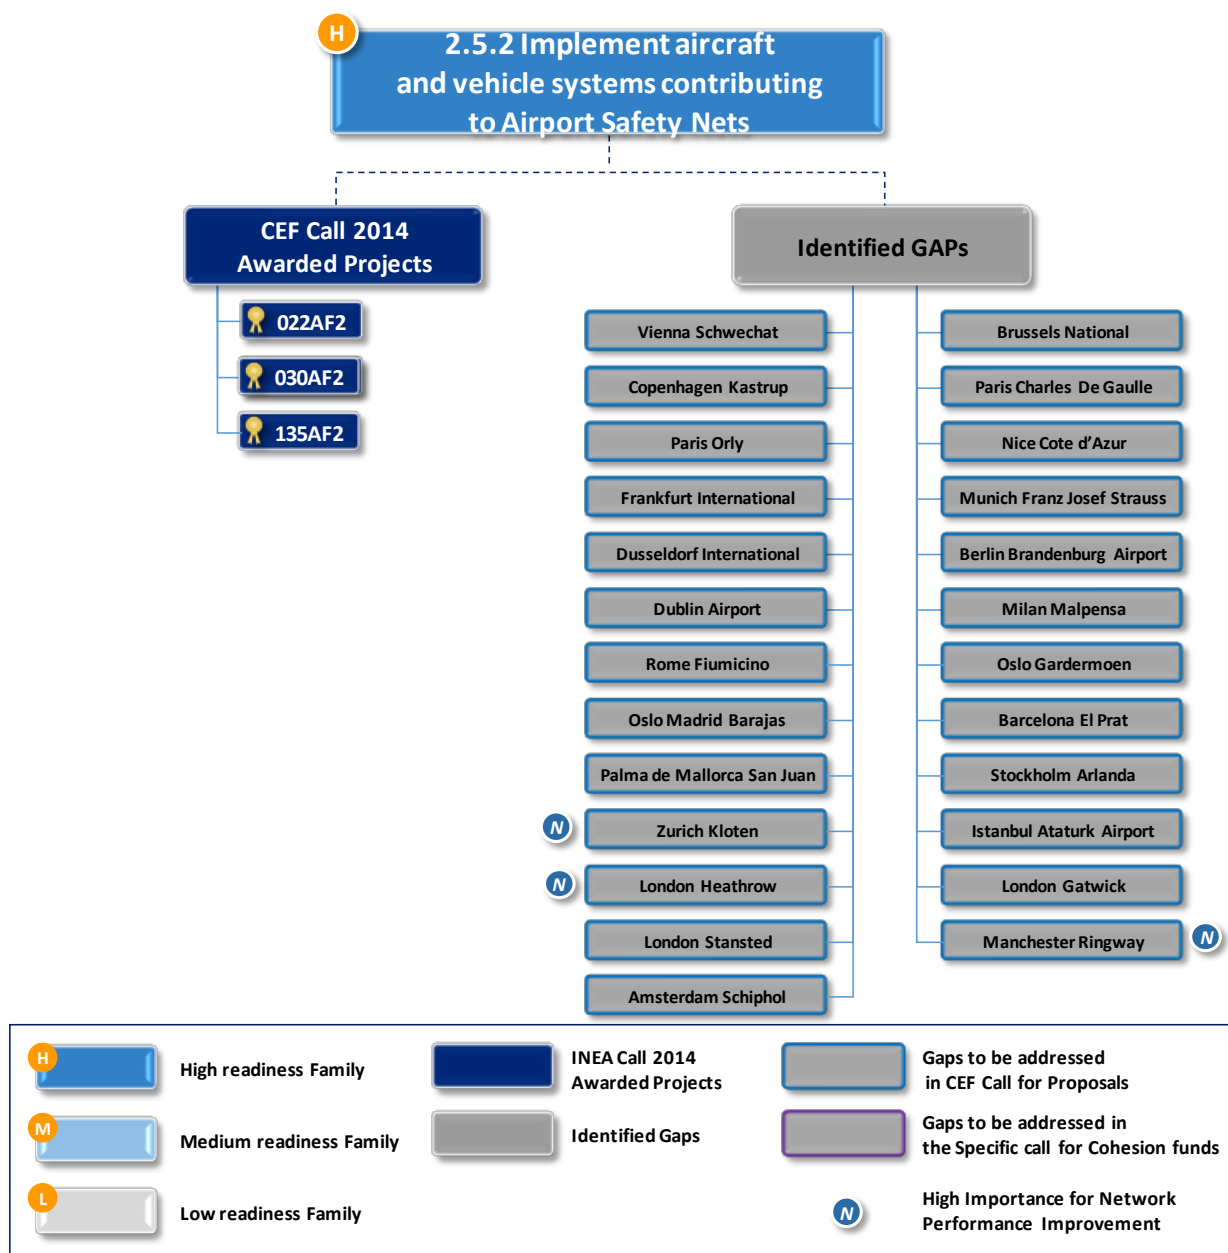 H
2.5.2 Implement aircraft
and vehicle systems contributing
to Airport Safety Nets
CEF Call 2014
Awarded Projects
022AF2
030AF2
135AF2
Identified GAPs
Vienna Schwechat
Copenhagen Kastrup
Paris Orly
Frankfurt International
Dusseldorf International
Dublin Airport
Rome Fiumicino
Oslo Madrid Barajas
Palma de Mallorca San Juan
N
Zurich Kloten
N
London Heathrow
London Stansted
Amsterdam Schiphol
Brussels National
Paris Charles De Gaulle
Nice Cote d’Azur
Munich Franz Josef Strauss
Berlin Brandenburg Airport
Milan Malpensa
Oslo Gardermoen
Barcelona El Prat
Stockholm Arlanda
Istanbul Ataturk Airport
London Gatwick
Manchester Ringway
N
H
High readiness Family
M
Medium readiness Family
L
Low readiness Family
INEA Call 2014
Awarded Projects
Identified Gaps
Gaps to be addressed
in CEF Call for Proposals
Gaps to be addressed in
the Specific call for Cohesion funds
N
High Importance for Network
Performance Improvement